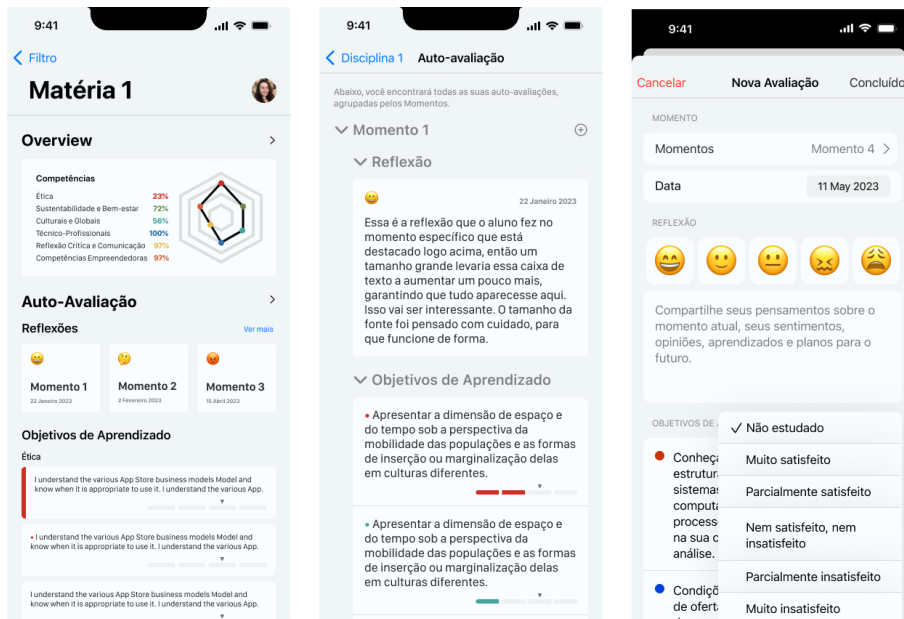 9:41
Filtro
Matéria 1
Overview
Competências
Ética 23%
Sustentabilidade e Bem-estar 72%
Culturais e Globais 56%
Técnico-Profissionais 100%
Reflexão Crítica e Comunicação 97%
Competências Empreendedoras 97%
Auto-Avaliação
Reflexões Ver mais
Momento 1
22 Janeiro 2023
Momento 2
2 Fevereiro 2023
Momento 3
15 Abril 2023
Objetivos de Aprendizado
Ética
I understand the various App Store business models Model and
know when it is appropriate to use it. I understand the various App.
• I understand the various App Store business models Model and
know when it is appropriate to use it. I understand the various App.
I understand the various App Store business models Model and
know when it is appropriate to use it. I understand the various App.
9:41
Disciplina 1 Auto-avaliação
Abaixo, você encontrará todas as suas auto-avaliações,
agrupadas pelos Momentos.
Momento 1
Reflexão
22 Janeiro 2023
Essa é a reflexão que o aluno fez no
momento específico que está
destacado logo acima, então um
tamanho grande levaria essa caixa de
texto a aumentar um pouco mais,
garantindo que tudo aparecesse aqui.
Isso vai ser interessante. O tamanho da
fonte foi pensado com cuidado, para
que funcione de forma.
Objetivos de Aprendizado
• Apresentar a dimensão de espaço e
do tempo sob a perspectiva da
mobilidade das populações e as formas
de inserção ou marginalização delas
em culturas diferentes.
• Apresentar a dimensão de espaço e
do tempo sob a perspectiva da
mobilidade das populações e as formas
de inserção ou marginalização delas
em culturas diferentes.
9:41
Cancelar Nova Avaliação Concluído
MOMENTO
Momentos Momento 4
Data 11 May 2023
REFLEXÃO
Compartilhe seus pensamentos sobre o
momento atual, seus sentimentos,
opiniões, aprendizados e planos para o
futuro.
OBJETIVOS DE
Conheça
estrutura
sistemas
computa
process
na sua c
análise.
Condiçõ
de oferta
Não estudado
Muito satisfeito
Parcialmente satisfeito
Nem satisfeito, nem
insatisfeito
Parcialmente insatisfeito
Muito insatisfeito